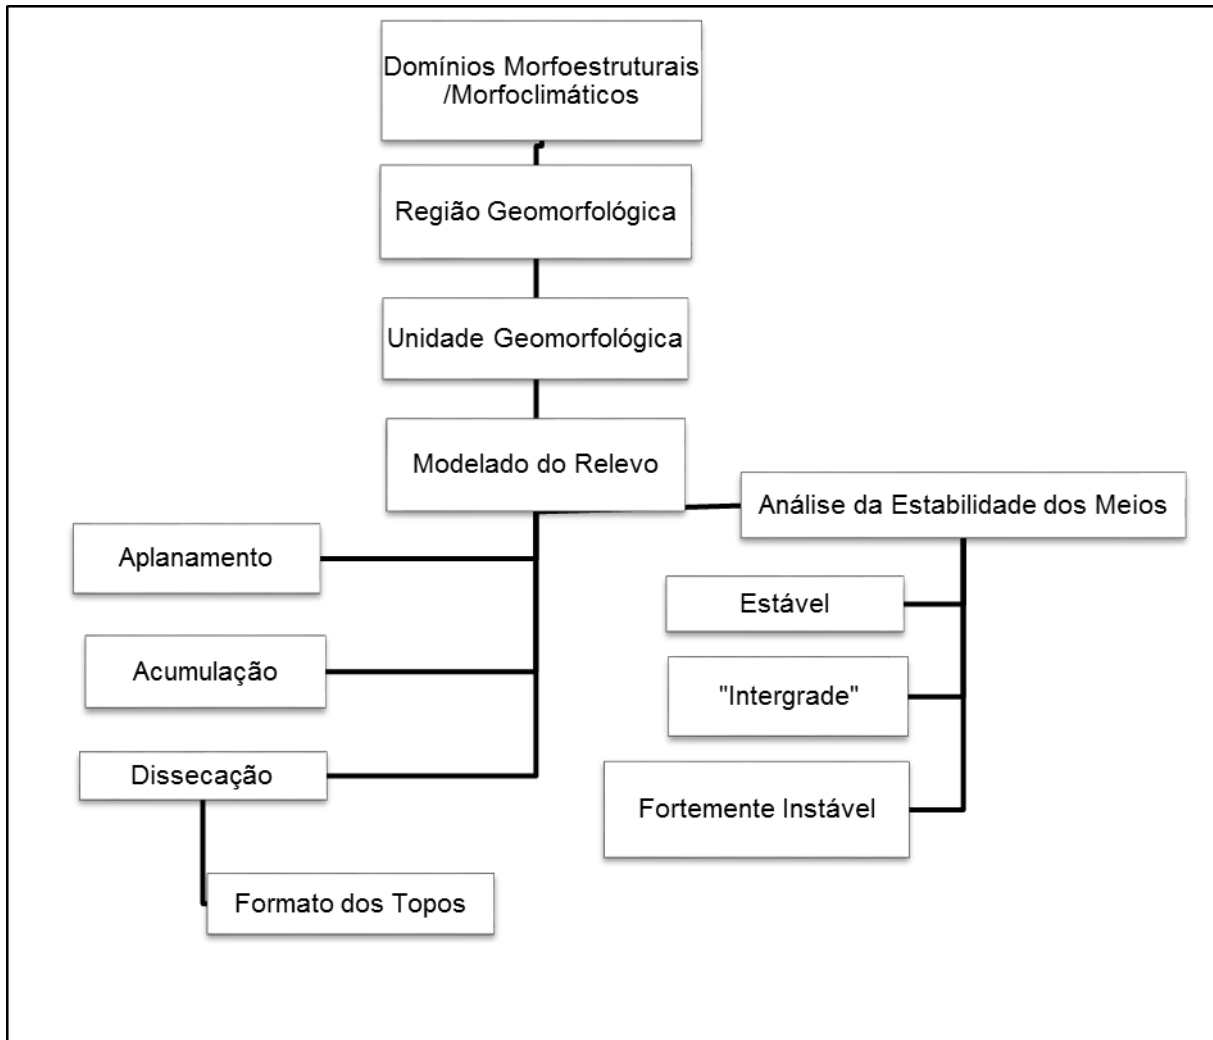 Domínios Morfoestruturais
/Morfoclimáticos
Região Geomorfológica
Unidade Geomorfológica
Modelado do Relevo
Análise da Estabilidade dos Meios
Aplanamento
Estável
Acumulação
"Intergrade"
Dissecação
Fortemente Instável
Formato dos Topos